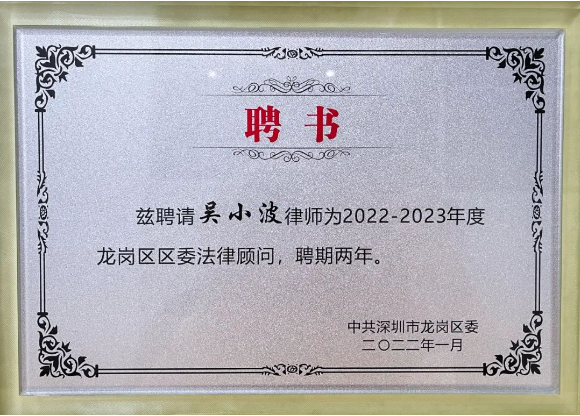 聘书
兹聘请吴小波律师为2022-2023年度
龙岗区区委法律顾问，聘期两年。
中共深圳市龙岗区委
二〇二二年一月